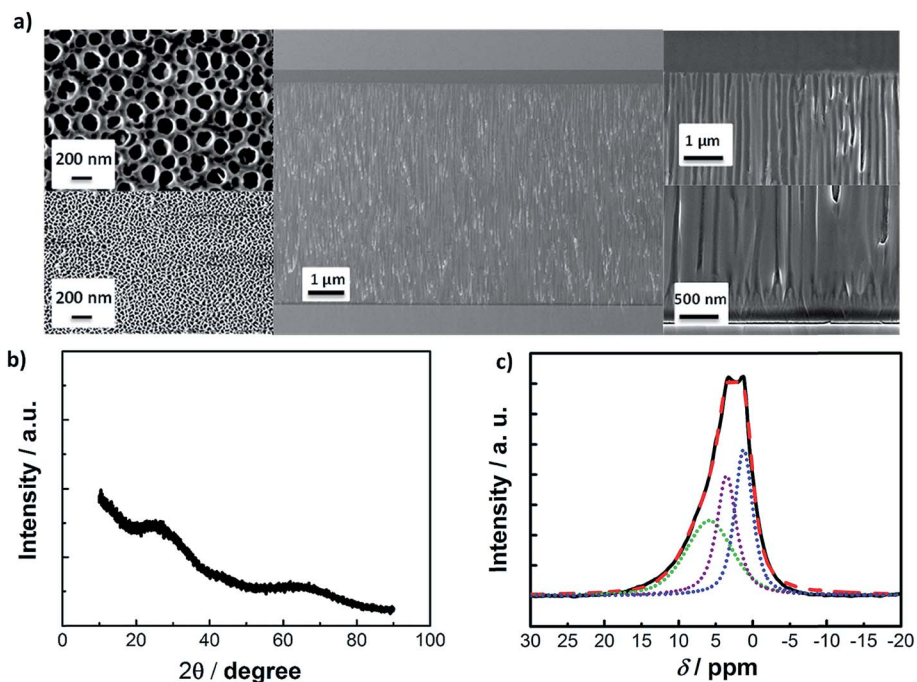 a)
200 nm
200 nm
1 μm
1 μm
500 nm
b)
Intensity / a.u.
0 20 40 60 80 100
2θ / degree
c)
Intensity / a. u.
30 25 20 15 10 5 0 -5 -10 -15 -20
δ / ppm